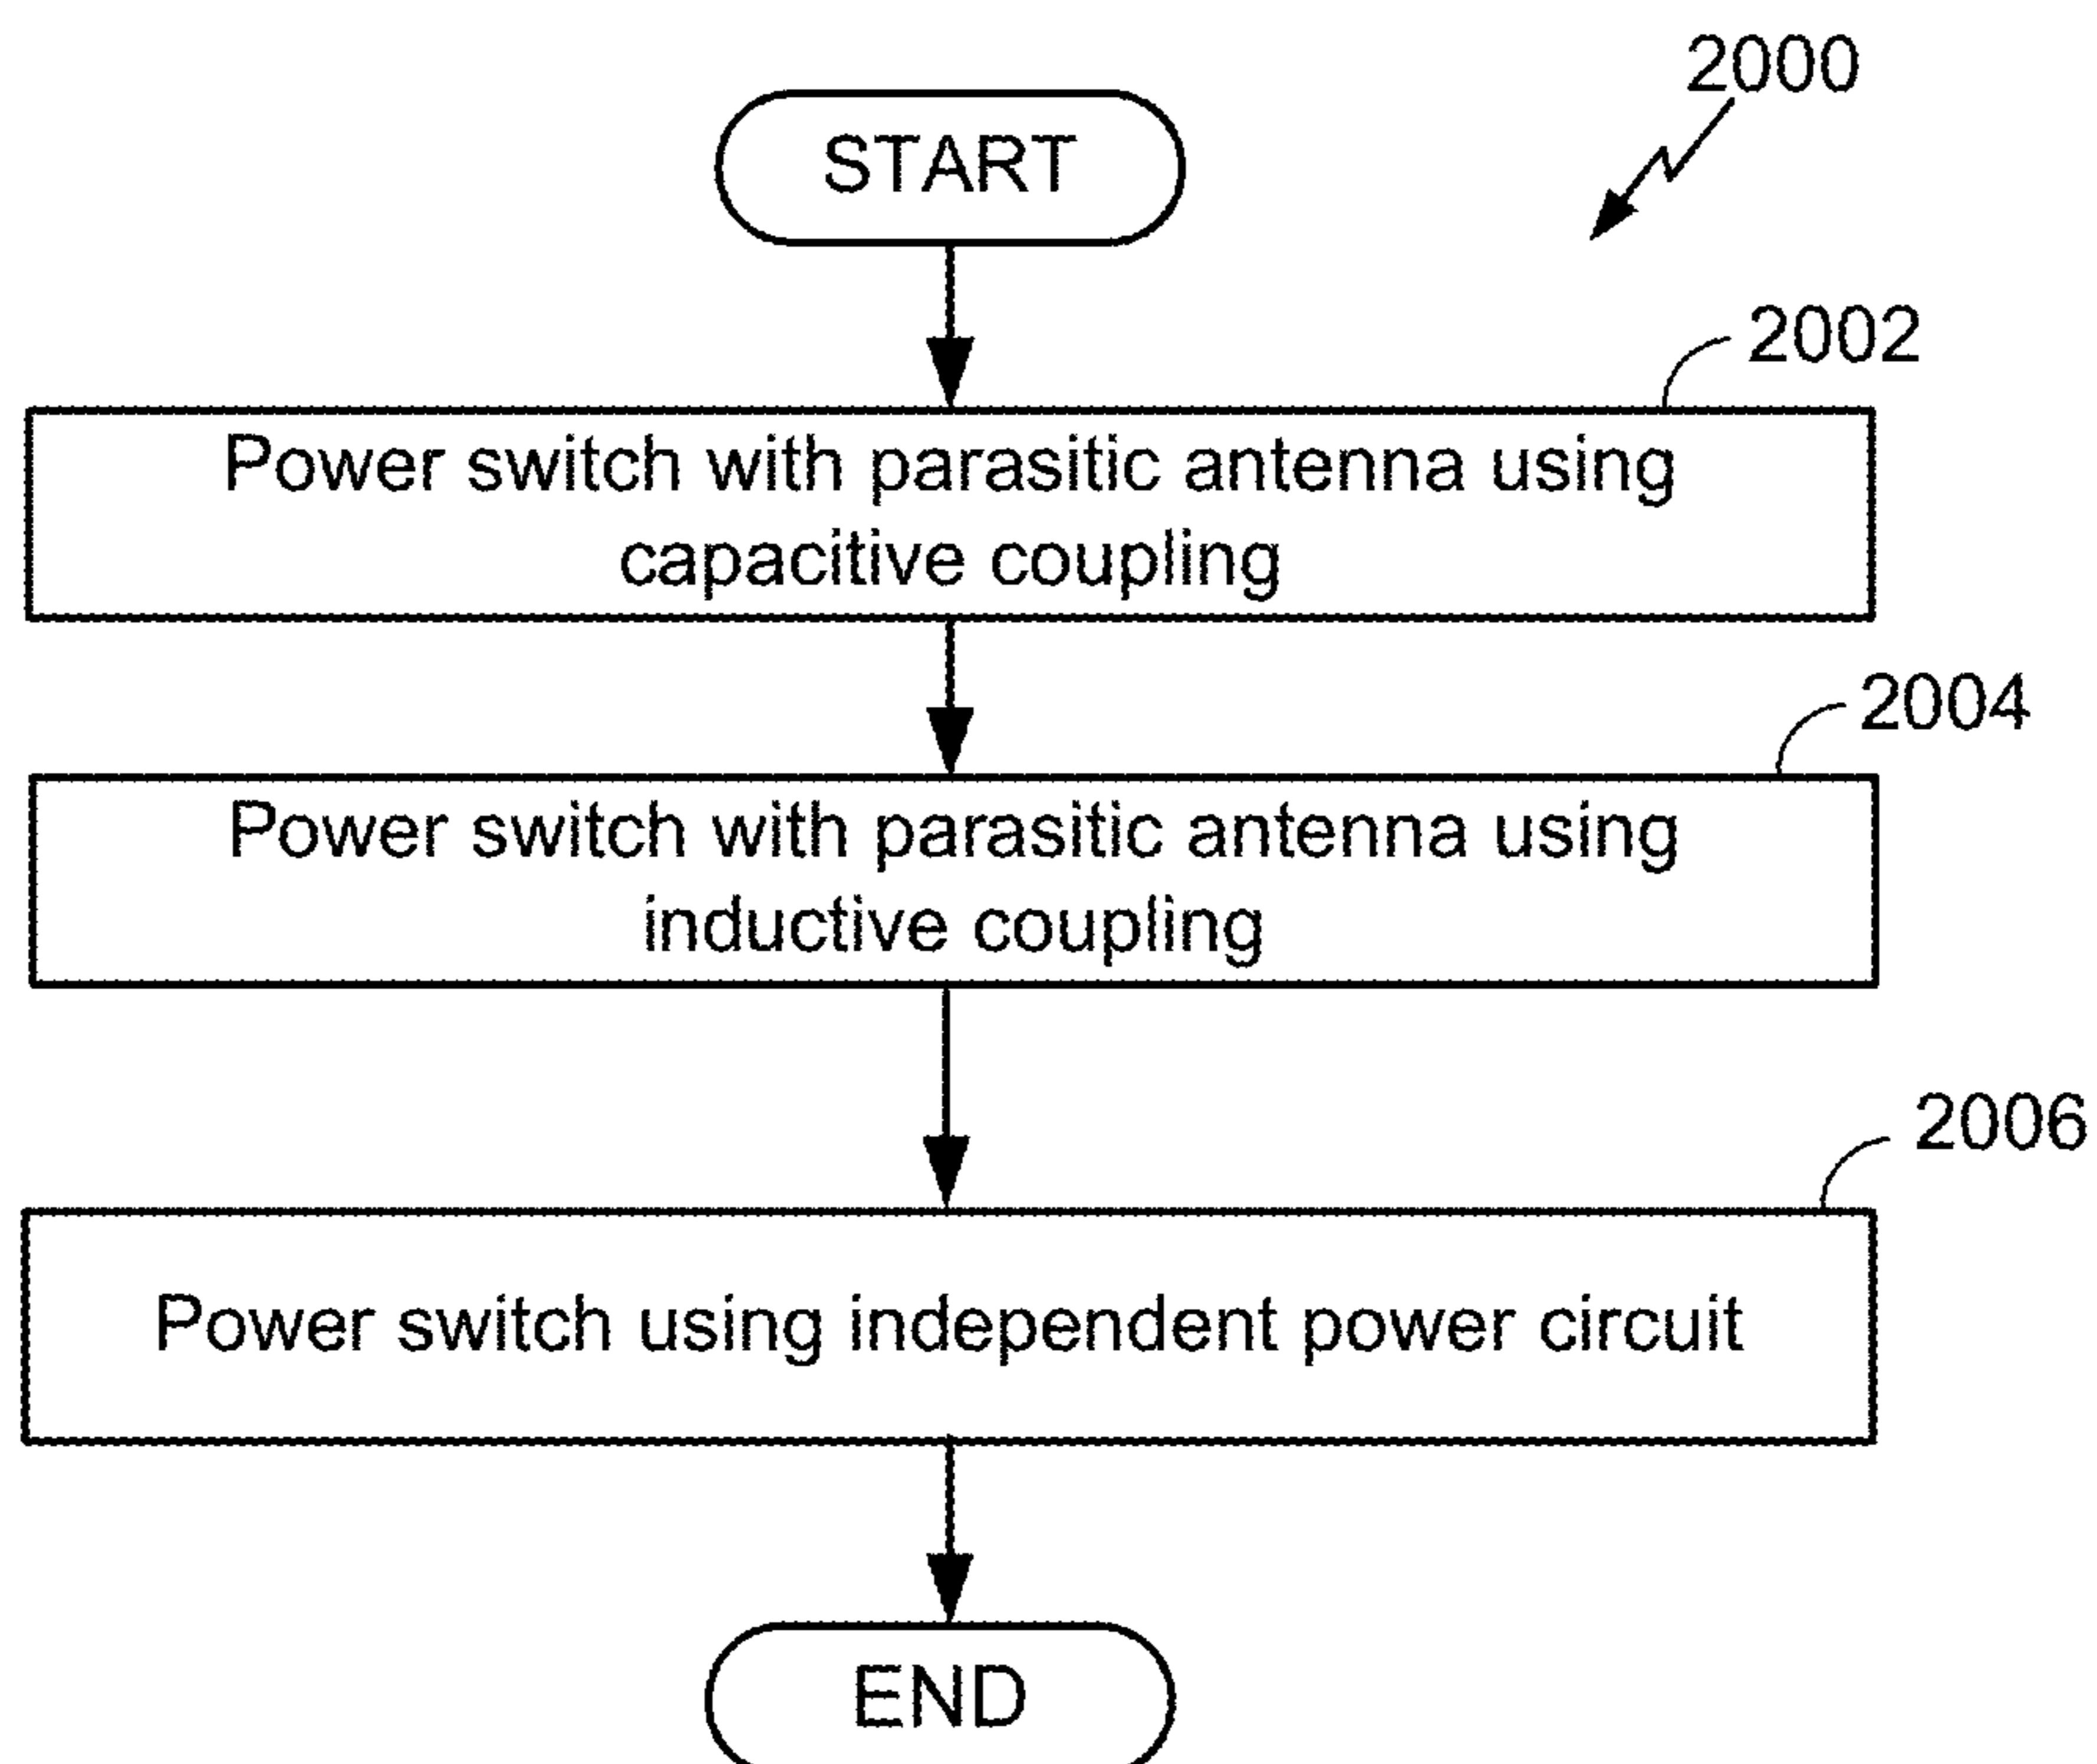 2000
START
2002
Power switch with parasitic antenna using
capacitive coupling
2004
Power switch with parasitic antenna using
inductive coupling
2006
Power switch using independent power circuit
END